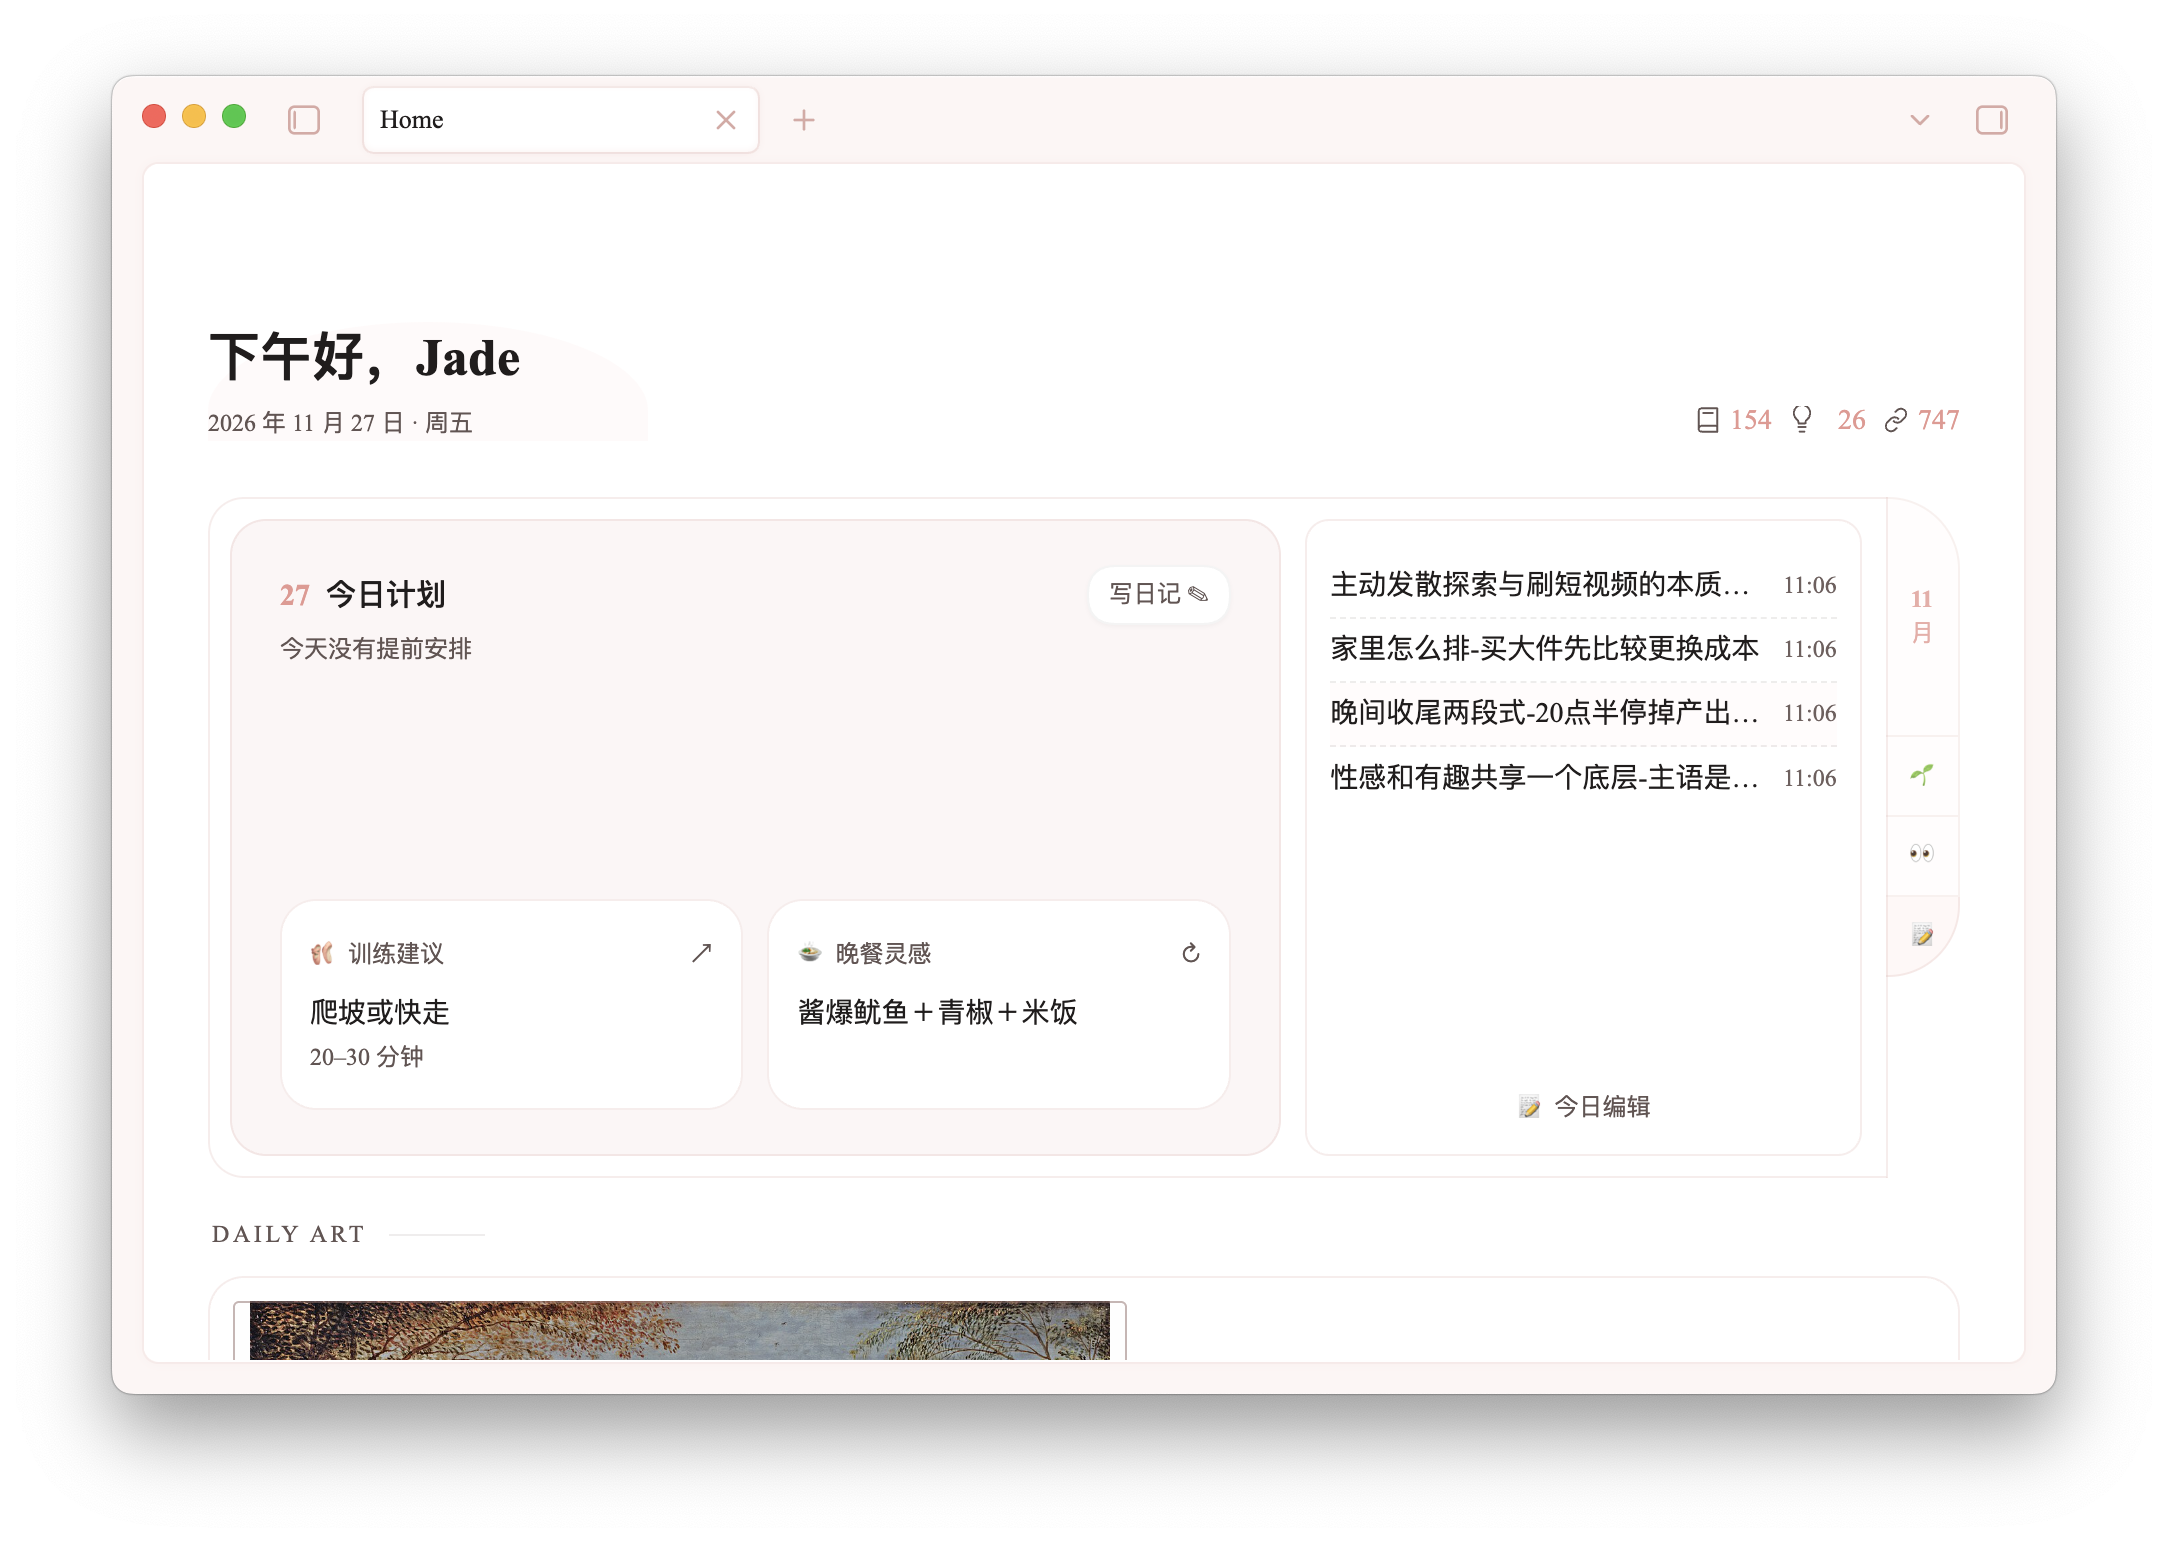 Home
下午好，Jade
2026 年 11 月 27 日 · 周五
154 26 747
27 今日计划
写日记
今天没有提前安排
训练建议
爬坡或快走
20–30 分钟
晚餐灵感
酱爆鱿鱼＋青椒＋米饭
主动发散探索与刷短视频的本质… 11:06
家里怎么排-买大件先比较更换成本 11:06
晚间收尾两段式-20点半停掉产出… 11:06
性感和有趣共享一个底层-主语是… 11:06
今日编辑
11
月
DAILY ART